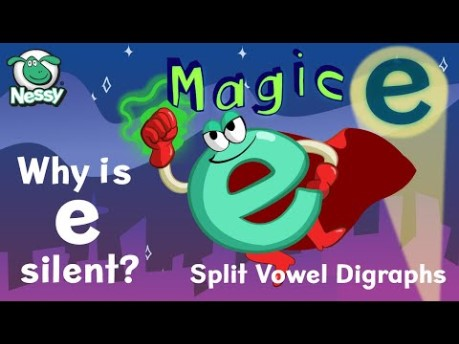 Nessy
Magic e
Why is
e
silent?
e
Split Vowel Digraphs